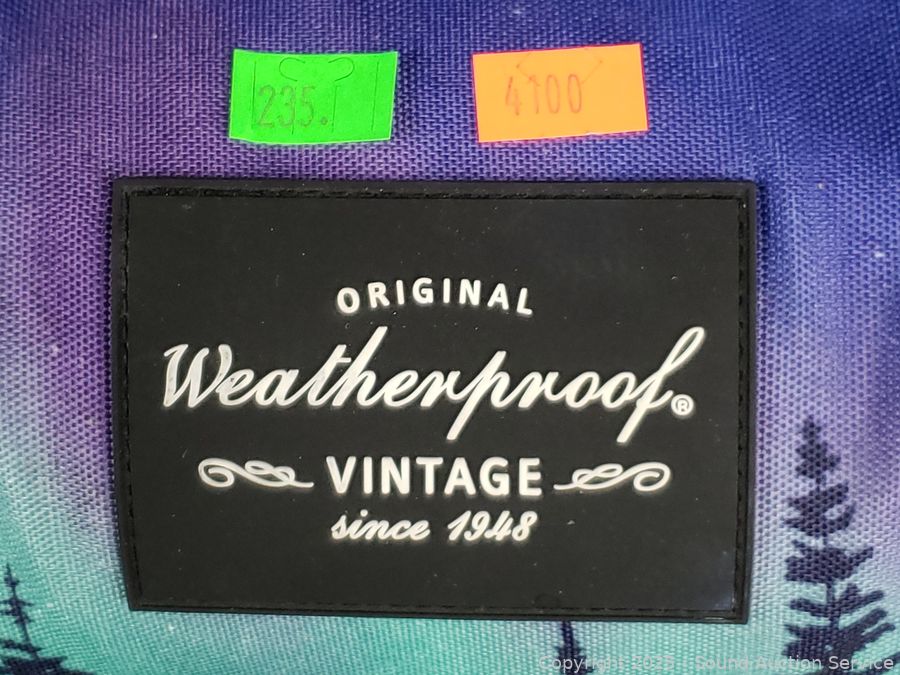 235.
4100
ORIGINAL
Weatherproof®
VINTAGE
since 1948
Copyright 2025 - Sound Auction Service